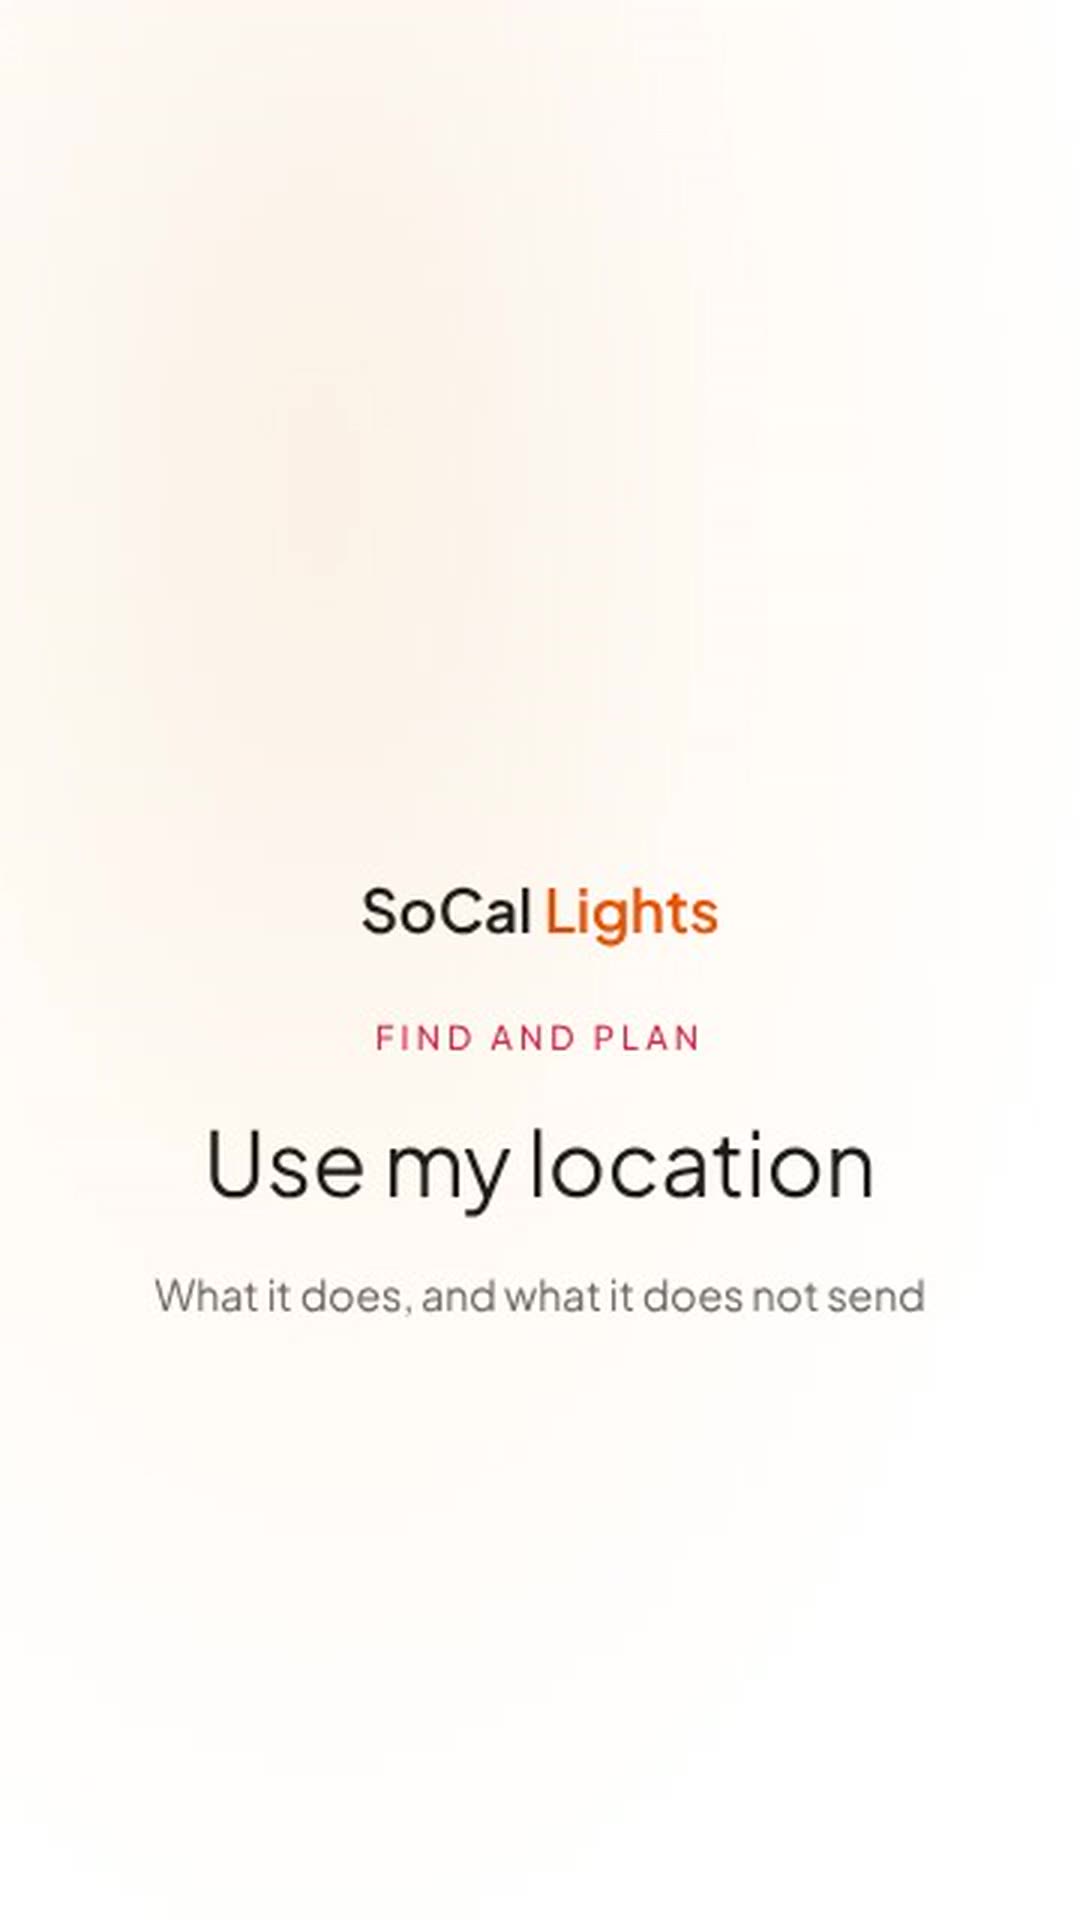 SoCal Lights
FIND AND PLAN
Use my location
What it does, and what it does not send